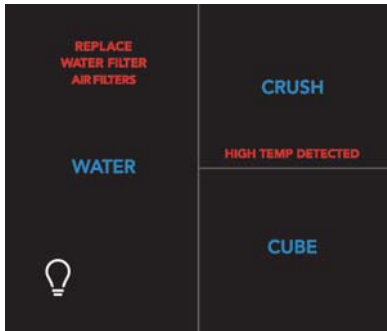 REPLACE
WATER FILTER
AIR FILTERS
WATER
CRUSH
HIGH TEMP DETECTED
CUBE